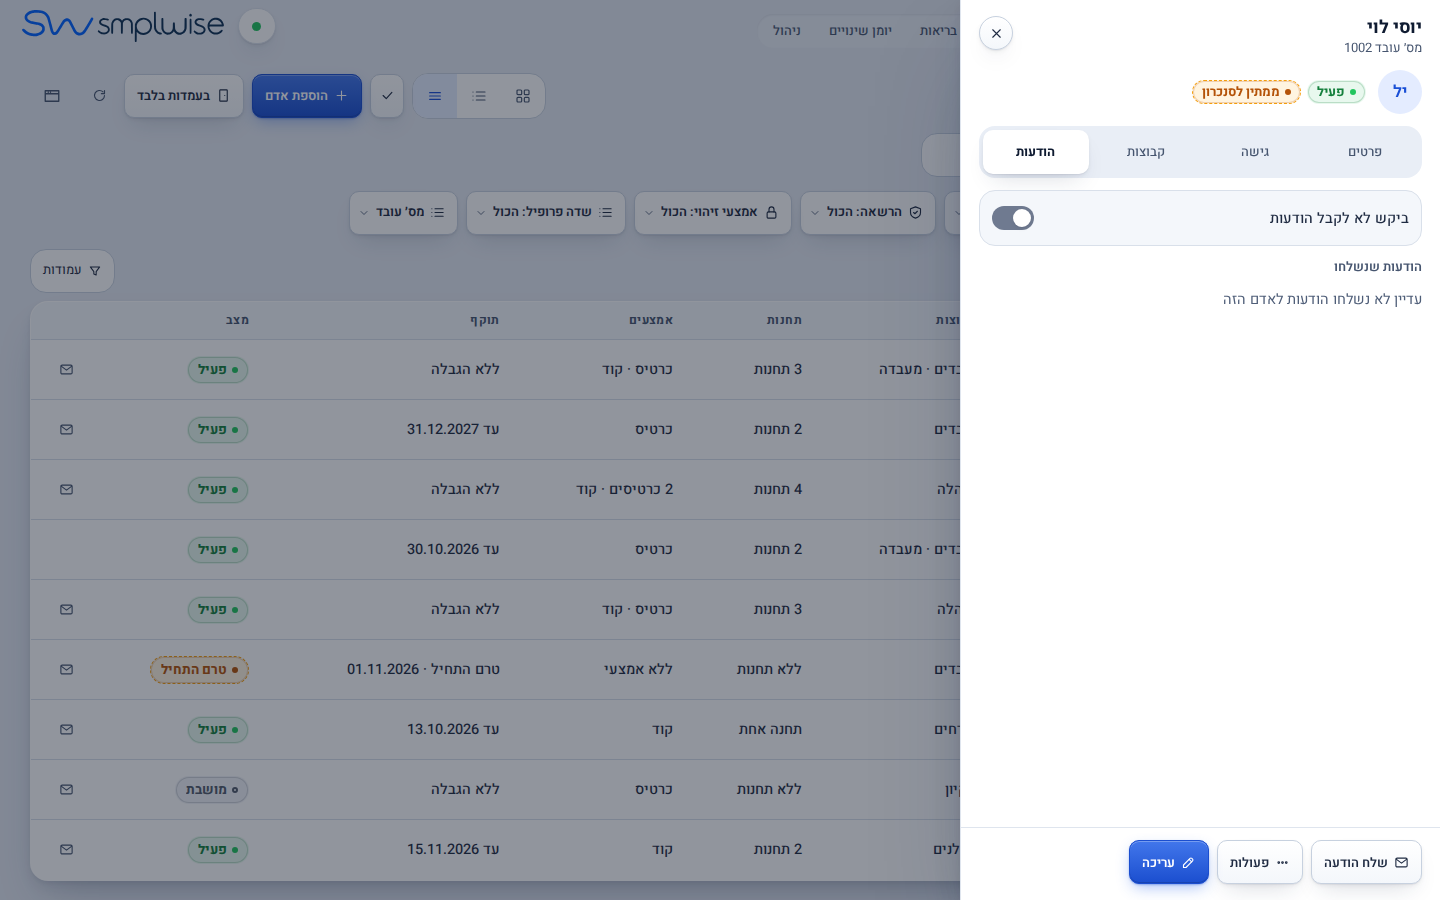 יוסי לוי
מס׳ עובד 1002
יל
פעיל
ממתין לסנכרון
פרטים
גישה
קבוצות
הודעות
ביקש לא לקבל הודעות
הודעות שנשלחו
עדיין לא נשלחו הודעות לאדם הזה
שלח הודעה
פעולות
עריכה
smplwise
בריאות
יומן שינויים
ניהול
הוספת אדם
בעמדות בלבד
הרשאה: הכול
אמצעי זיהוי: הכול
שדה פרופיל: הכול
מס׳ עובד
עמודות
תחנות אמצעים תוקף מצב
מעבדה 3 תחנות כרטיס · קוד ללא הגבלה פעיל
2 תחנות כרטיס עד 31.12.2027 פעיל
4 תחנות 2 כרטיסים · קוד ללא הגבלה פעיל
מעבדה 2 תחנות כרטיס עד 30.10.2026 פעיל
3 תחנות כרטיס · קוד ללא הגבלה פעיל
ללא תחנות ללא אמצעי טרם התחיל · 01.11.2026 טרם התחיל
תחנה אחת קוד עד 13.10.2026 פעיל
ללא תחנות כרטיס ללא הגבלה מושבת
2 תחנות קוד עד 15.11.2026 פעיל